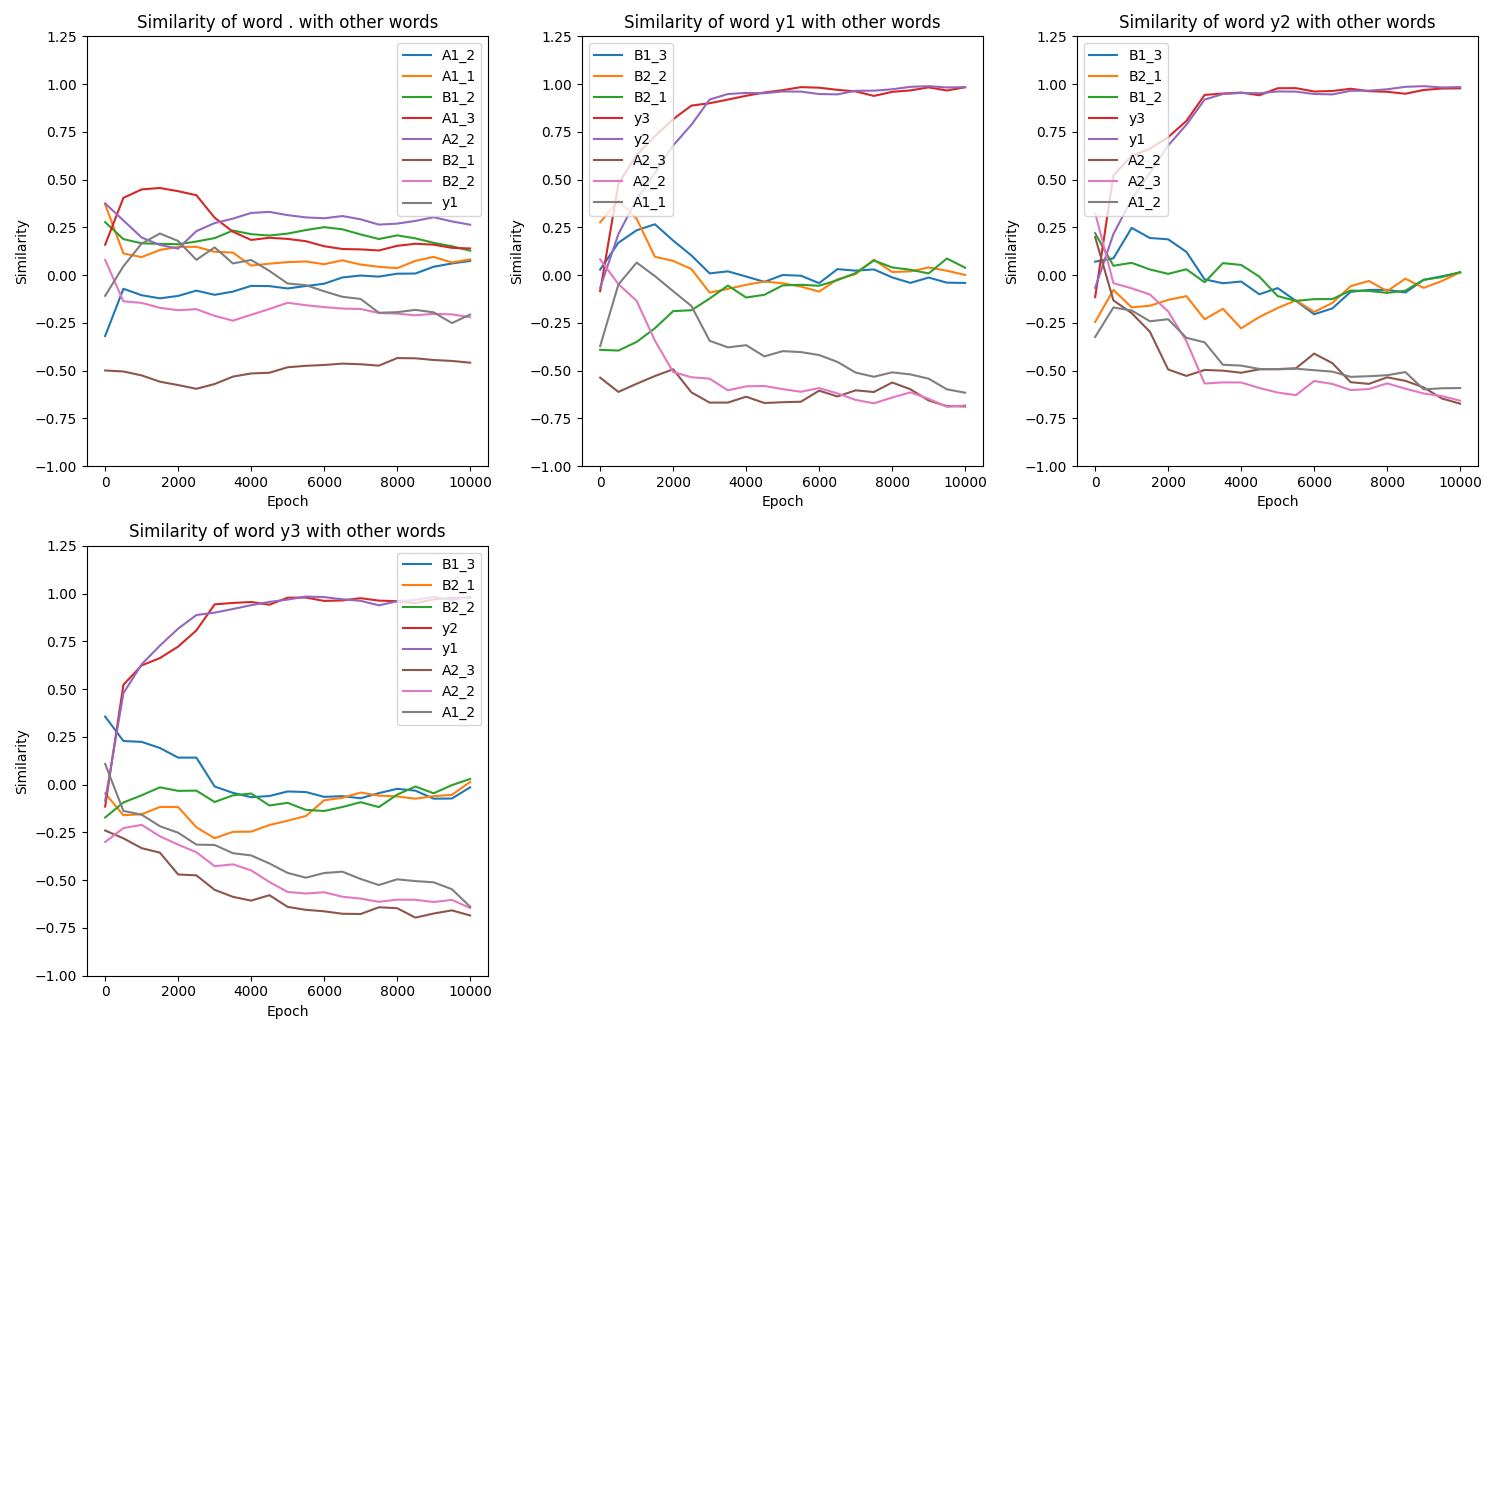 Similarity of word . with other words
1.25
1.00
0.75
0.50
0.25
0.00
−0.25
−0.50
−0.75
−1.00
Similarity
0 2000 4000 6000 8000 10000
Epoch
A1_2
A1_1
B1_2
A1_3
A2_2
B2_1
B2_2
y1
Similarity of word y1 with other words
1.25
1.00
0.75
0.50
0.25
0.00
−0.25
−0.50
−0.75
−1.00
Similarity
0 2000 4000 6000 8000 10000
Epoch
B1_3
B2_2
B2_1
y3
y2
A2_3
A2_2
A1_1
Similarity of word y2 with other words
1.25
1.00
0.75
0.50
0.25
0.00
−0.25
−0.50
−0.75
−1.00
Similarity
0 2000 4000 6000 8000 10000
Epoch
B1_3
B2_1
B1_2
y3
y1
A2_2
A2_3
A1_2
Similarity of word y3 with other words
1.25
1.00
0.75
0.50
0.25
0.00
−0.25
−0.50
−0.75
−1.00
Similarity
0 2000 4000 6000 8000 10000
Epoch
B1_3
B2_1
B2_2
y2
y1
A2_3
A2_2
A1_2